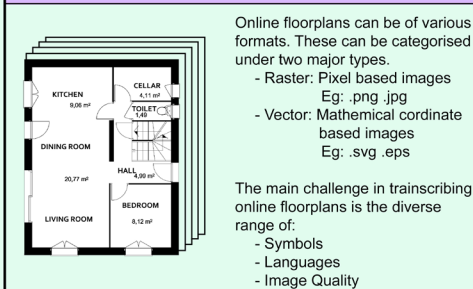 KITCHEN
9,06 m²
CELLAR
4,11 m²
TOILET
1,49
DINING ROOM
20,77 m²
HALL
4,99 m²
LIVING ROOM
BEDROOM
8,12 m²
Online floorplans can be of various
formats. These can be categorised
under two major types.
- Raster: Pixel based images
Eg: .png .jpg
- Vector: Mathemical cordinate
based images
Eg: .svg .eps
The main challenge in trainscribing
online floorplans is the diverse
range of:
- Symbols
- Languages
- Image Quality